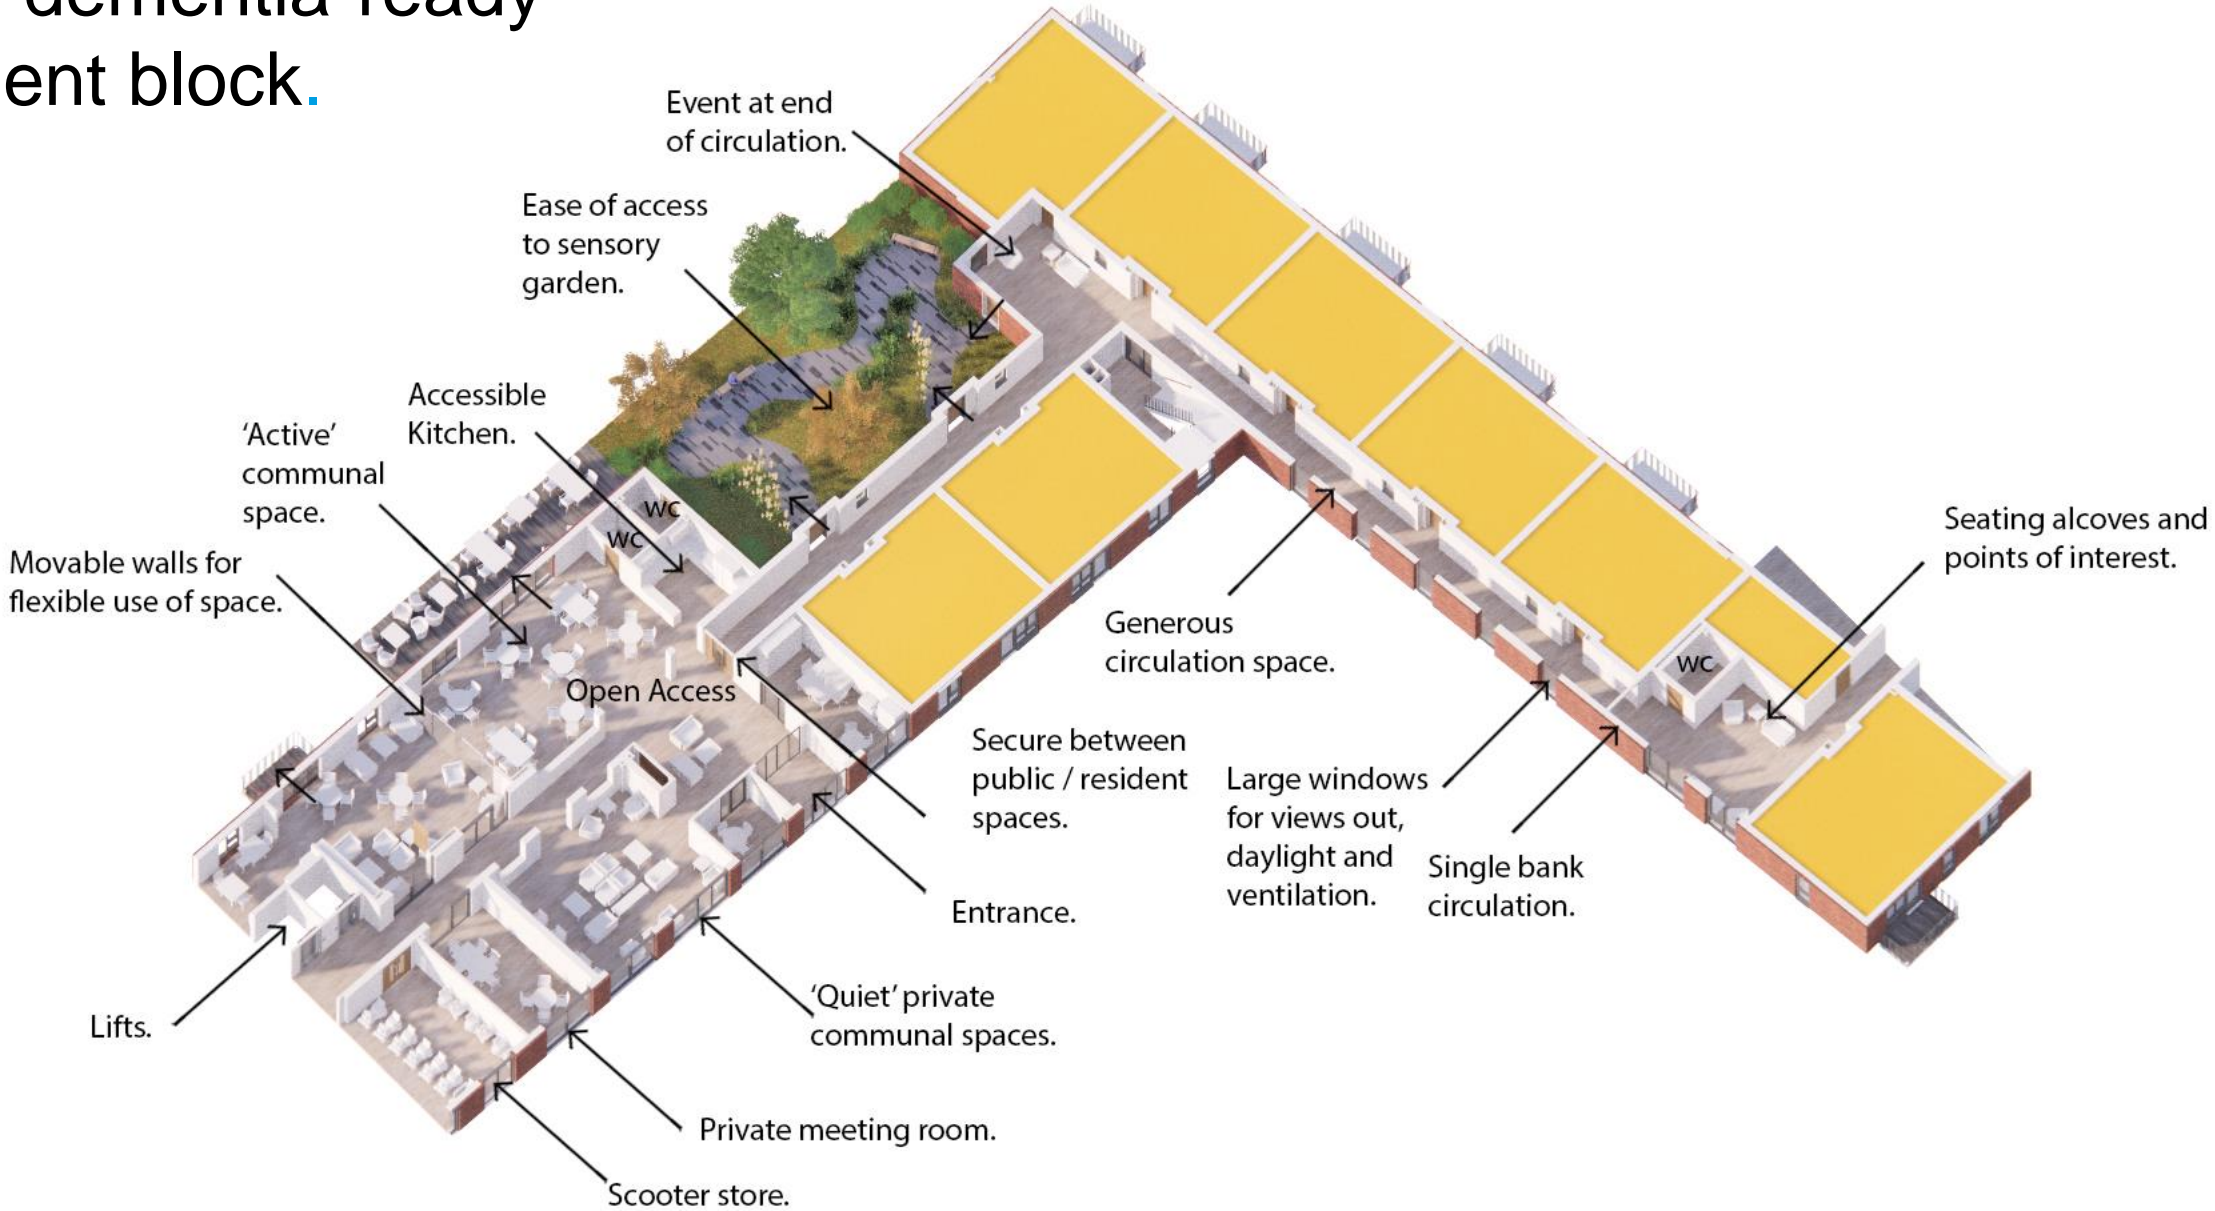 dementia ready
ent block.
Event at end
of circulation.
Ease of access
to sensory
garden.
Accessible
Kitchen.
'Active'
communal
space.
Movable walls for
flexible use of space.
wc
wc
Open Access
Seating alcoves and
points of interest.
Generous
circulation space.
wc
Secure between
public / resident
spaces.
Large windows
for views out,
daylight and
ventilation.
Single bank
circulation.
Entrance.
'Quiet' private
communal spaces.
Lifts.
Private meeting room.
Scooter store.